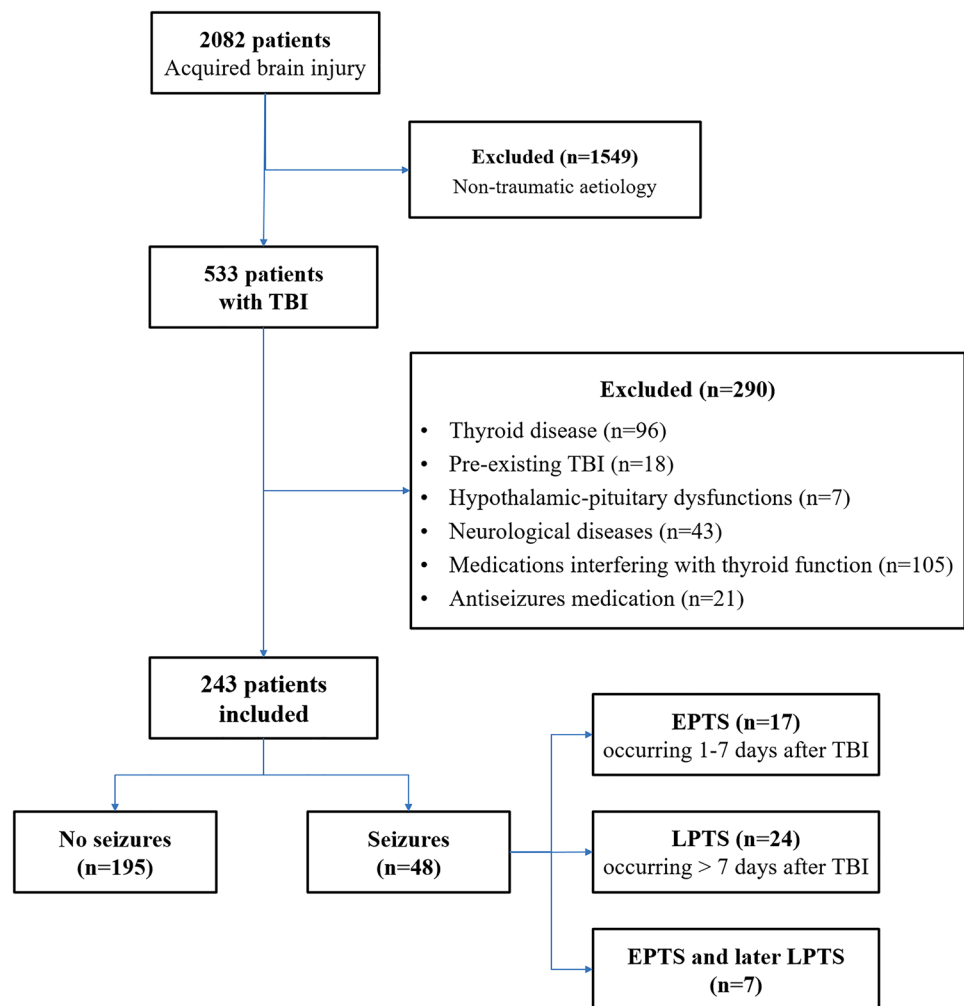 2082 patients
Acquired brain injury
Excluded (n=1549)
Non-traumatic aetiology
533 patients
with TBI
Excluded (n=290)
• Thyroid disease (n=96)
• Pre-existing TBI (n=18)
• Hypothalamic-pituitary dysfunctions (n=7)
• Neurological diseases (n=43)
• Medications interfering with thyroid function (n=105)
• Antiseizures medication (n=21)
243 patients
included
EPTS (n=17)
occurring 1-7 days after TBI
No seizures
(n=195)
Seizures
(n=48)
LPTS (n=24)
occurring > 7 days after TBI
EPTS and later LPTS
(n=7)